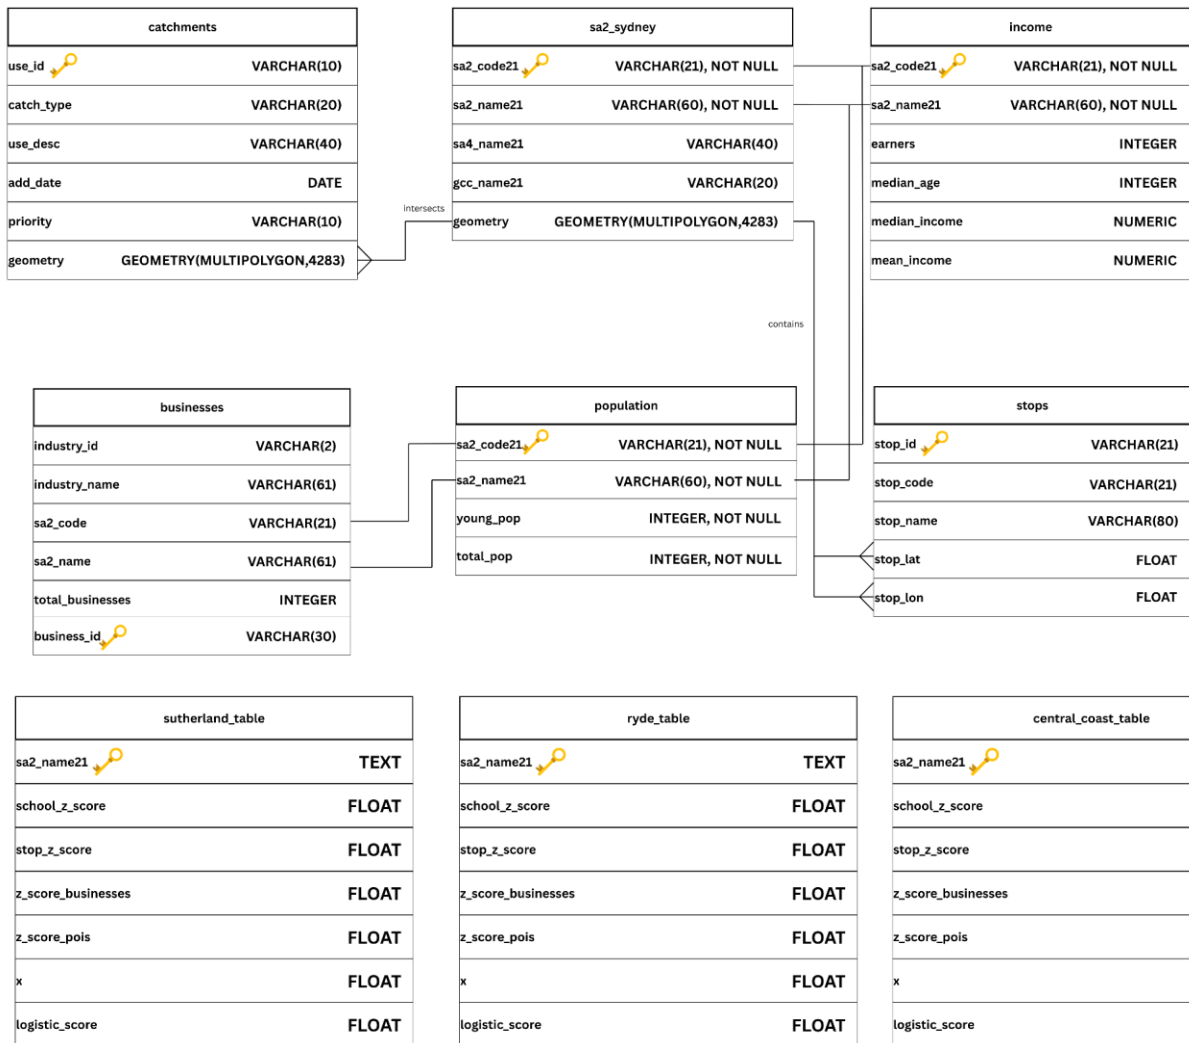 catchments
use_id VARCHAR(10)
catch_type VARCHAR(20)
use_desc VARCHAR(40)
add_date DATE
priority VARCHAR(10)
geometry GEOMETRY(MULTIPOLYGON,4283)
intersects
sa2_sydney
sa2_code21 VARCHAR(21), NOT NULL
sa2_name21 VARCHAR(60), NOT NULL
sa4_name21 VARCHAR(40)
gcc_name21 VARCHAR(20)
geometry GEOMETRY(MULTIPOLYGON,4283)
income
sa2_code21 VARCHAR(21), NOT NULL
sa2_name21 VARCHAR(60), NOT NULL
earners INTEGER
median_age INTEGER
median_income NUMERIC
mean_income NUMERIC
contains
businesses
industry_id VARCHAR(2)
industry_name VARCHAR(61)
sa2_code VARCHAR(21)
sa2_name VARCHAR(61)
total_businesses INTEGER
business_id VARCHAR(30)
population
sa2_code21 VARCHAR(21), NOT NULL
sa2_name21 VARCHAR(60), NOT NULL
young_pop INTEGER, NOT NULL
total_pop INTEGER, NOT NULL
stops
stop_id VARCHAR(21)
stop_code VARCHAR(21)
stop_name VARCHAR(80)
stop_lat FLOAT
stop_lon FLOAT
sutherland_table
sa2_name21 TEXT
school_z_score FLOAT
stop_z_score FLOAT
z_score_businesses FLOAT
z_score_pois FLOAT
x FLOAT
logistic_score FLOAT
ryde_table
sa2_name21 TEXT
school_z_score FLOAT
stop_z_score FLOAT
z_score_businesses FLOAT
z_score_pois FLOAT
x FLOAT
logistic_score FLOAT
central_coast_table
sa2_name21
school_z_score
stop_z_score
z_score_businesses
z_score_pois
x
logistic_score